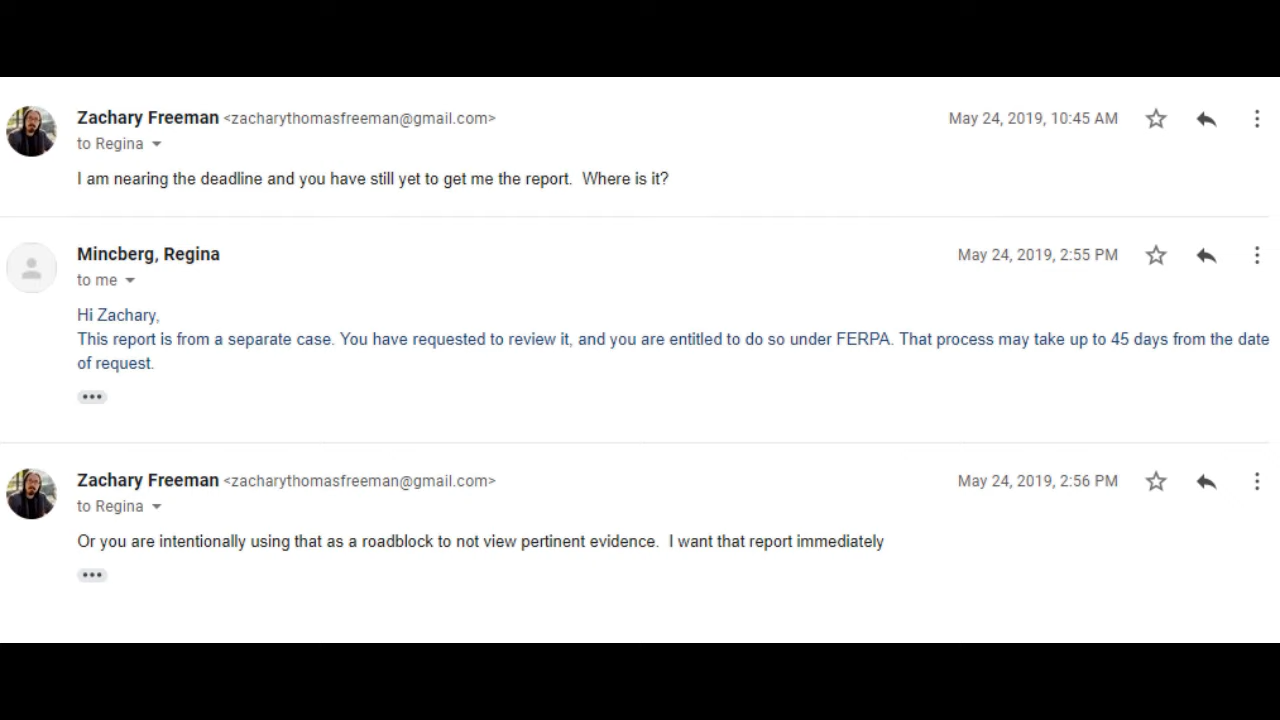 Zachary Freeman <zacharythomasfreeman@gmail.com> May 24, 2019, 10:45 AM
to Regina
I am nearing the deadline and you have still yet to get me the report.  Where is it?
Mincberg, Regina May 24, 2019, 2:55 PM
to me
Hi Zachary,
This report is from a separate case. You have requested to review it, and you are entitled to do so under FERPA. That process may take up to 45 days from the date
of request.
Zachary Freeman <zacharythomasfreeman@gmail.com> May 24, 2019, 2:56 PM
to Regina
Or you are intentionally using that as a roadblock to not view pertinent evidence.  I want that report immediately